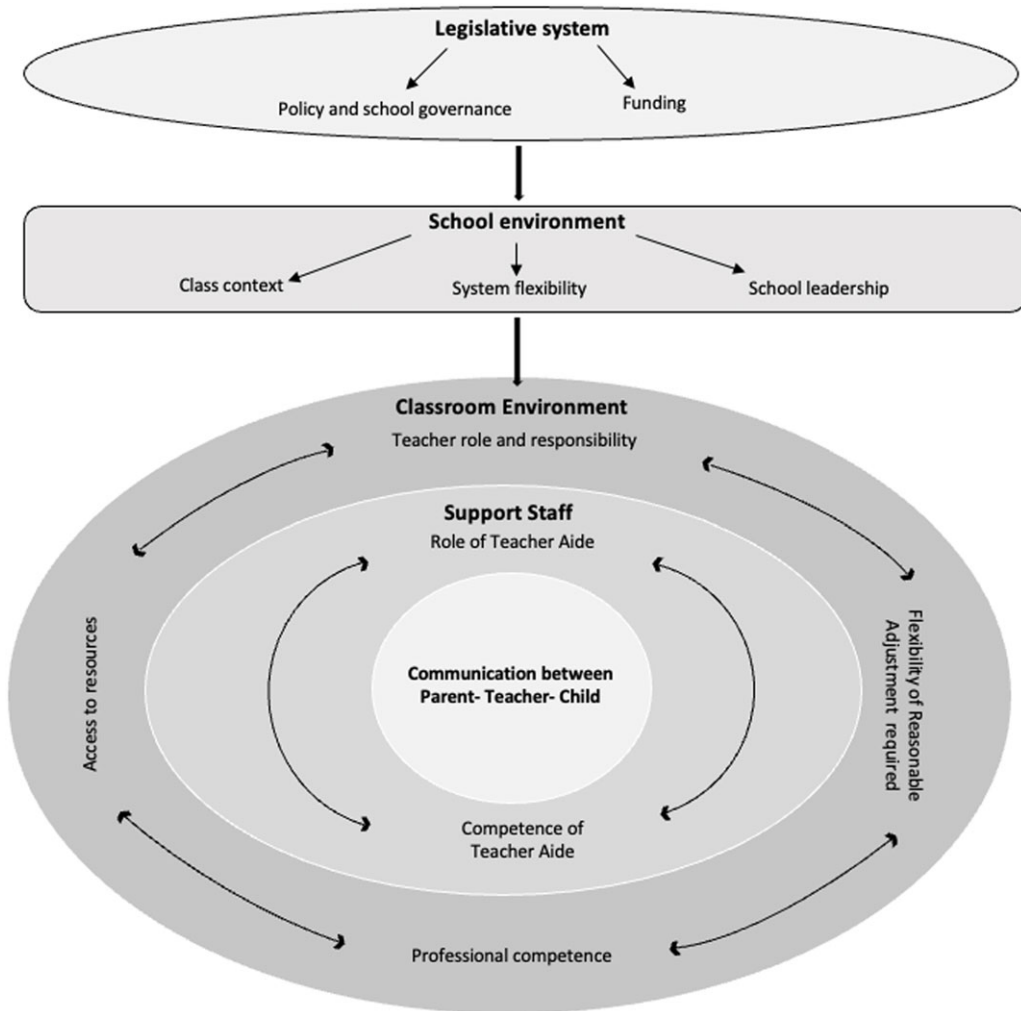 Legislative system
Policy and school governance
Funding
School environment
Class context
System flexibility
School leadership
Classroom Environment
Teacher role and responsibility
Support Staff
Role of Teacher Aide
Access to resources
Communication between
Parent- Teacher- Child
Flexibility of Reasonable
Adjustment required
Competence of
Teacher Aide
Professional competence